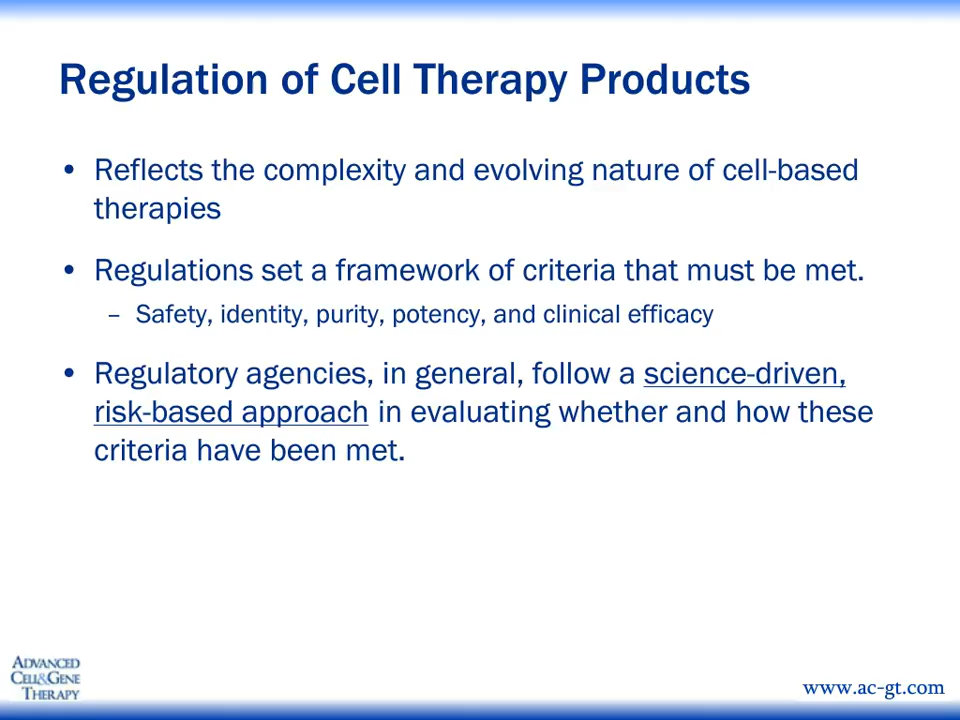 Regulation of Cell Therapy Products
• Reflects the complexity and evolving nature of cell-based
therapies
• Regulations set a framework of criteria that must be met.
– Safety, identity, purity, potency, and clinical efficacy
• Regulatory agencies, in general, follow a science-driven,
risk-based approach in evaluating whether and how these
criteria have been met.
ADVANCED
CELL&GENE
THERAPY
www.ac-gt.com